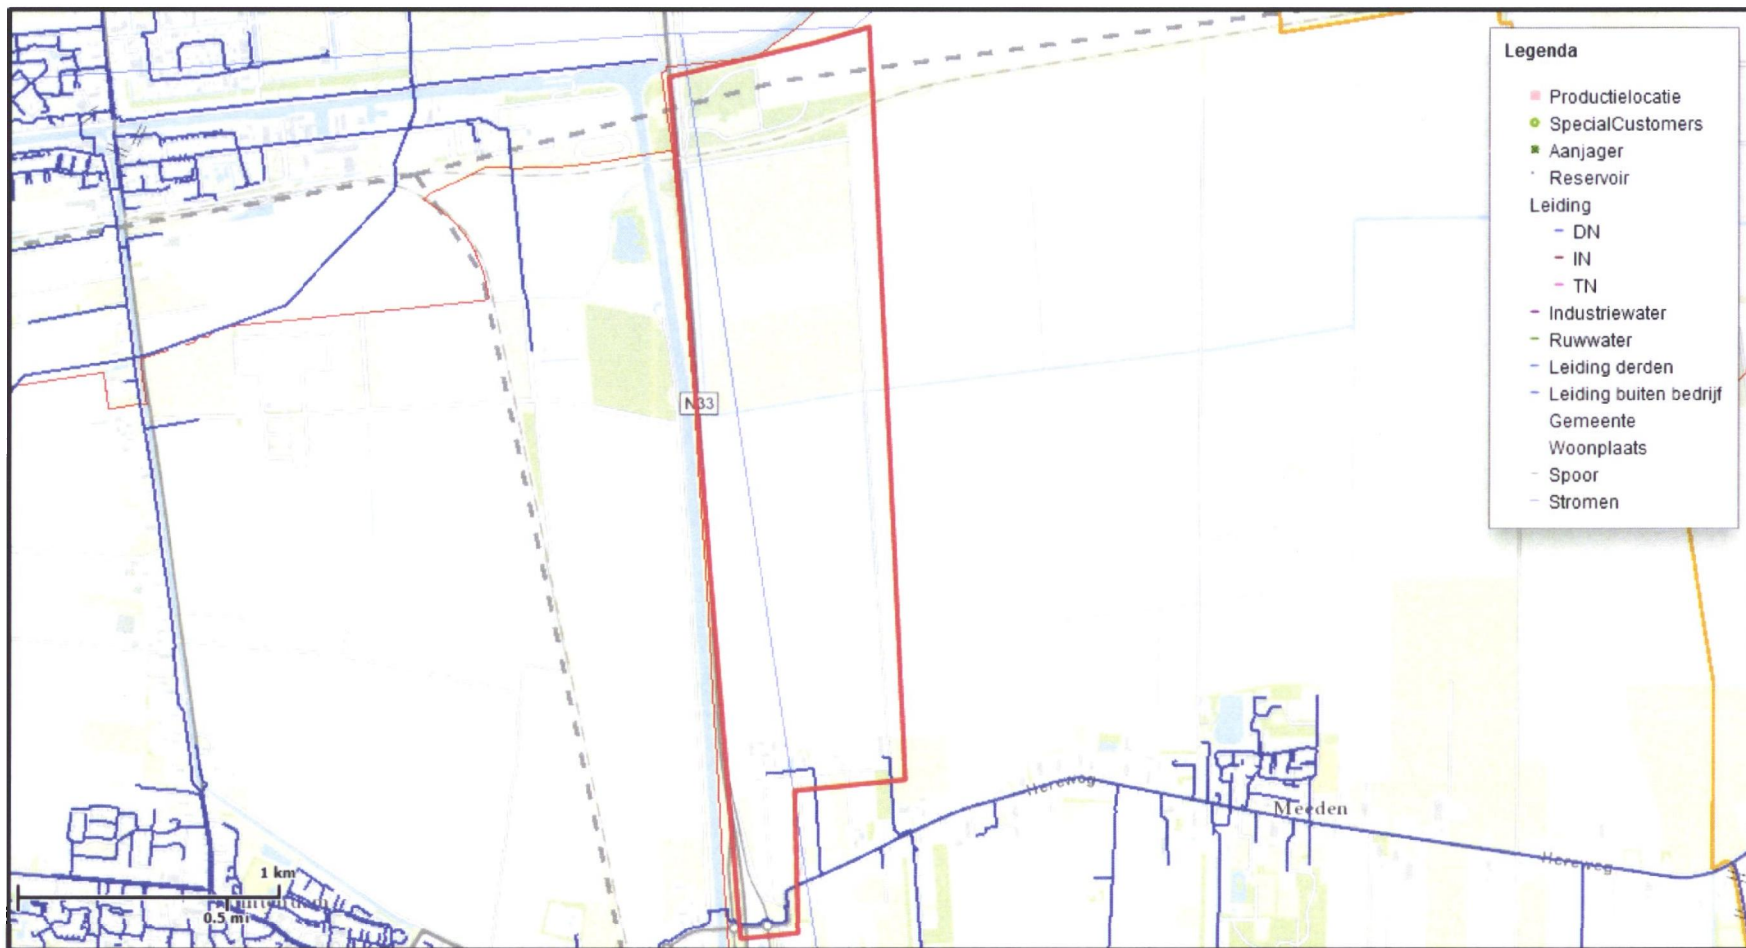 Legenda
Productielocatie
SpecialCustomers
Aanjager
Reservoir
Leiding
DN
IN
TN
Industriewater
Ruwwater
Leiding derden
Leiding buiten bedrijf
Gemeente
Woonplaats
Spoor
Stromen
N33
Hereweg
Meeden
Hereweg
1 km
0.5 mi